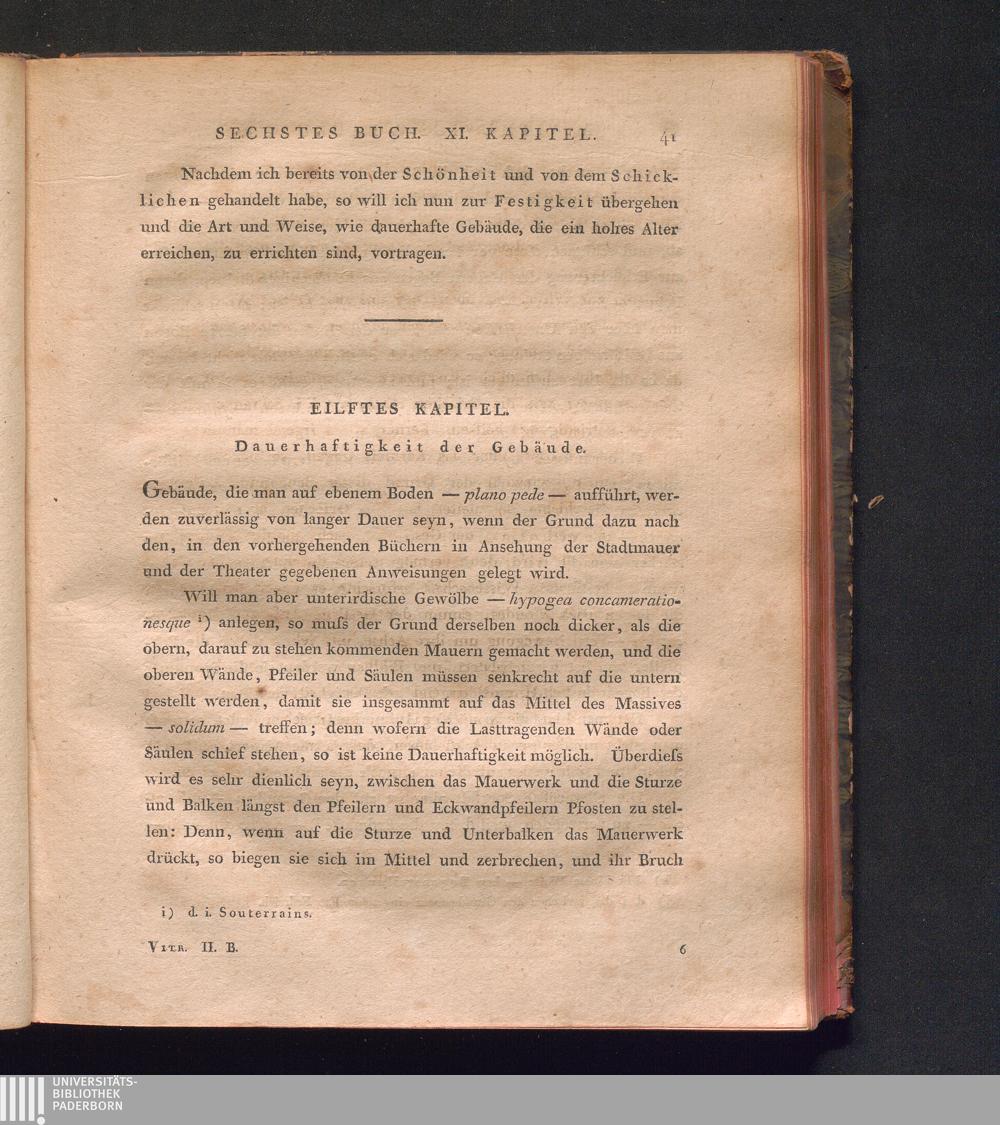 SECHSTES BUCH. XI. KAPITEL. 41
Nachdem ich bereits von der Schönheit und von dem Schick-
lichen gehandelt habe, so will ich nun zur Festigkeit übergehen
und die Art und Weise, wie dauerhafte Gebäude, die ein hohes Alter
erreichen, zu errichten sind, vortragen.
EILFTES KAPITEL.
Dauerhaftigkeit der Gebäude.
Gebäude, die man auf ebenem Boden — plano pede — aufführt, wer-
den zuverlässig von langer Dauer seyn, wenn der Grund dazu nach
den, in den vorhergehenden Büchern in Ansehung der Stadtmauer
und der Theater gegebenen Anweisungen gelegt wird.
Will man aber unterirdische Gewölbe — hypogea concameratio-
nesque i) anlegen, so muſs der Grund derselben noch dicker, als die
obern, darauf zu stehen kommenden Mauern gemacht werden, und die
oberen Wände, Pfeiler und Säulen müssen senkrecht auf die untern
gestellt werden, damit sie insgesammt auf das Mittel des Massives
— solidum — treffen; denn wofern die Lasttragenden Wände oder
Säulen schief stehen, so ist keine Dauerhaftigkeit möglich. Überdieſs
wird es sehr dienlich seyn, zwischen das Mauerwerk und die Sturze
und Balken längst den Pfeilern und Eckwandpfeilern Pfosten zu stel-
len: Denn, wenn auf die Sturze und Unterbalken das Mauerwerk
drückt, so biegen sie sich im Mittel und zerbrechen, und ihr Bruch
i) d. i. Souterrains.
VITR. II. B. 6
UNIVERSITÄTS-
BIBLIOTHEK
PADERBORN